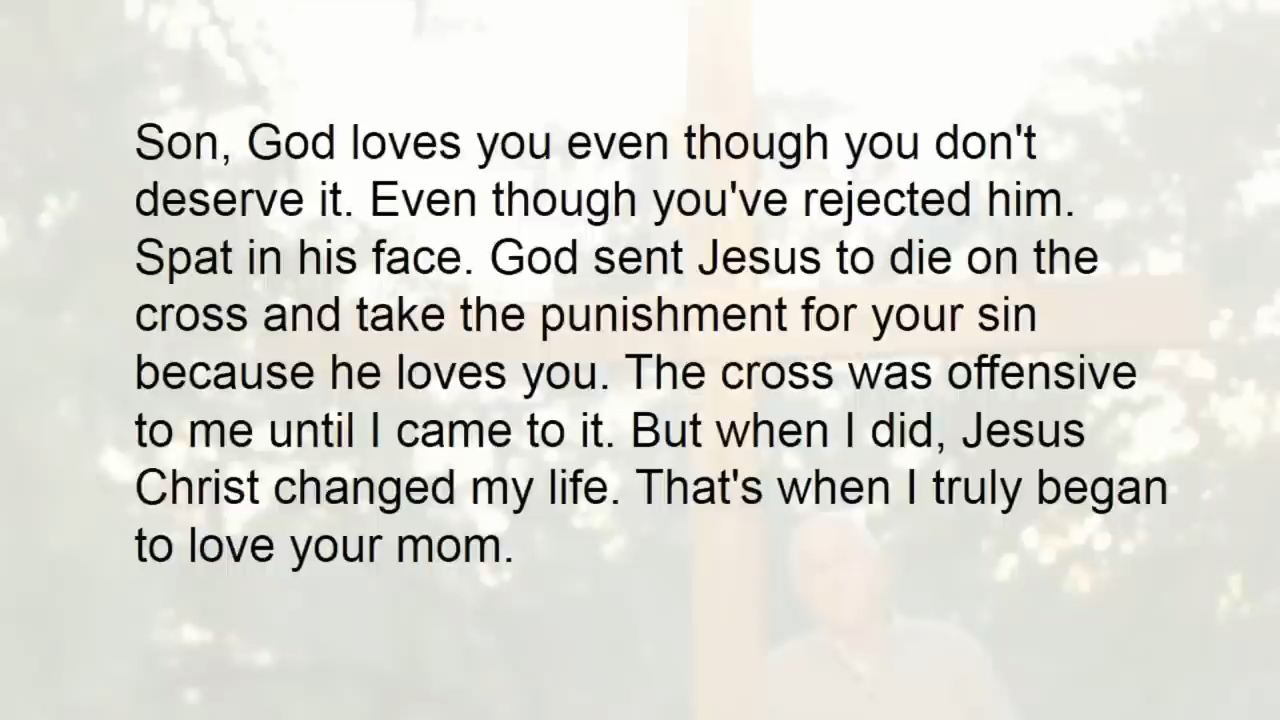 Son, God loves you even though you don't
deserve it. Even though you've rejected him.
Spat in his face. God sent Jesus to die on the
cross and take the punishment for your sin
because he loves you. The cross was offensive
to me until I came to it. But when I did, Jesus
Christ changed my life. That's when I truly began
to love your mom.